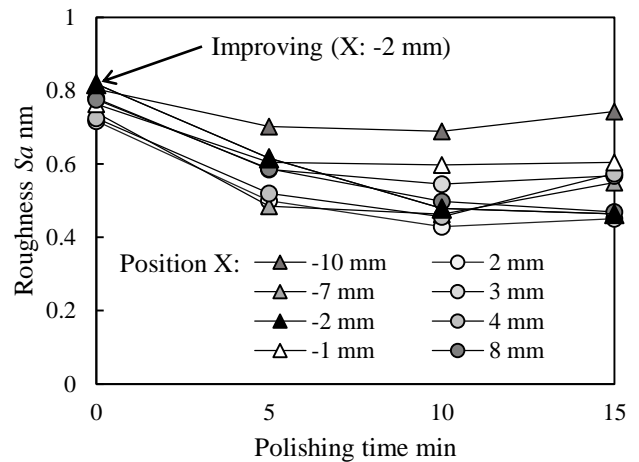 1
Improving (X: -2 mm)
0.8
0.6
0.4
0.2
0
Roughness Sa nm
Position X:
-10 mm
2 mm
-7 mm
3 mm
-2 mm
4 mm
-1 mm
8 mm
0 5 10 15
Polishing time min